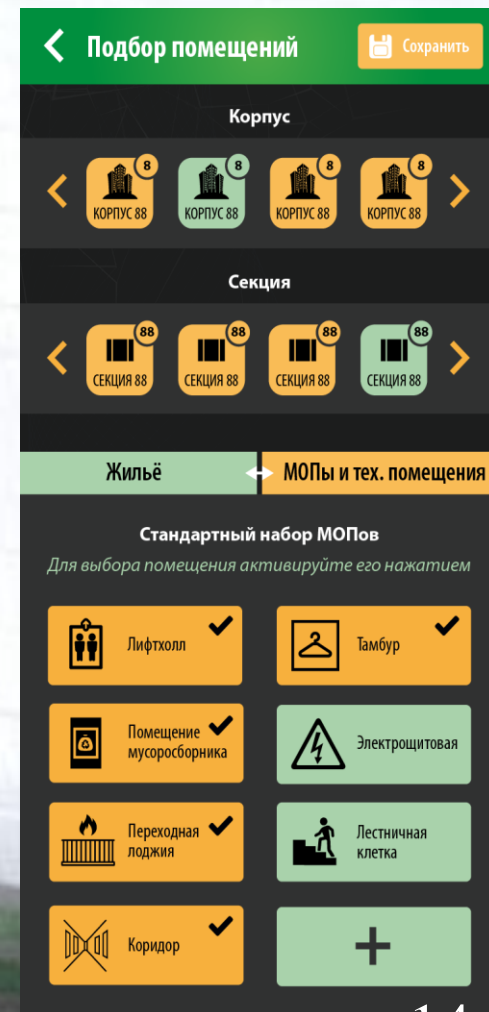 Подбор помещений
Сохранить
Корпус
8 8 8 8
КОРПУС 88 КОРПУС 88 КОРПУС 88 КОРПУС 88
Секция
88 88 88 88
СЕКЦИЯ 88 СЕКЦИЯ 88 СЕКЦИЯ 88 СЕКЦИЯ 88
Жильё
МОПы и тех. помещения
Стандартный набор МОПов
Для выбора помещения активируйте его нажатием
Лифтхолл
Тамбур
Помещение
мусоросборника
Электрощитовая
Переходная
лоджия
Лестничная
клетка
Коридор